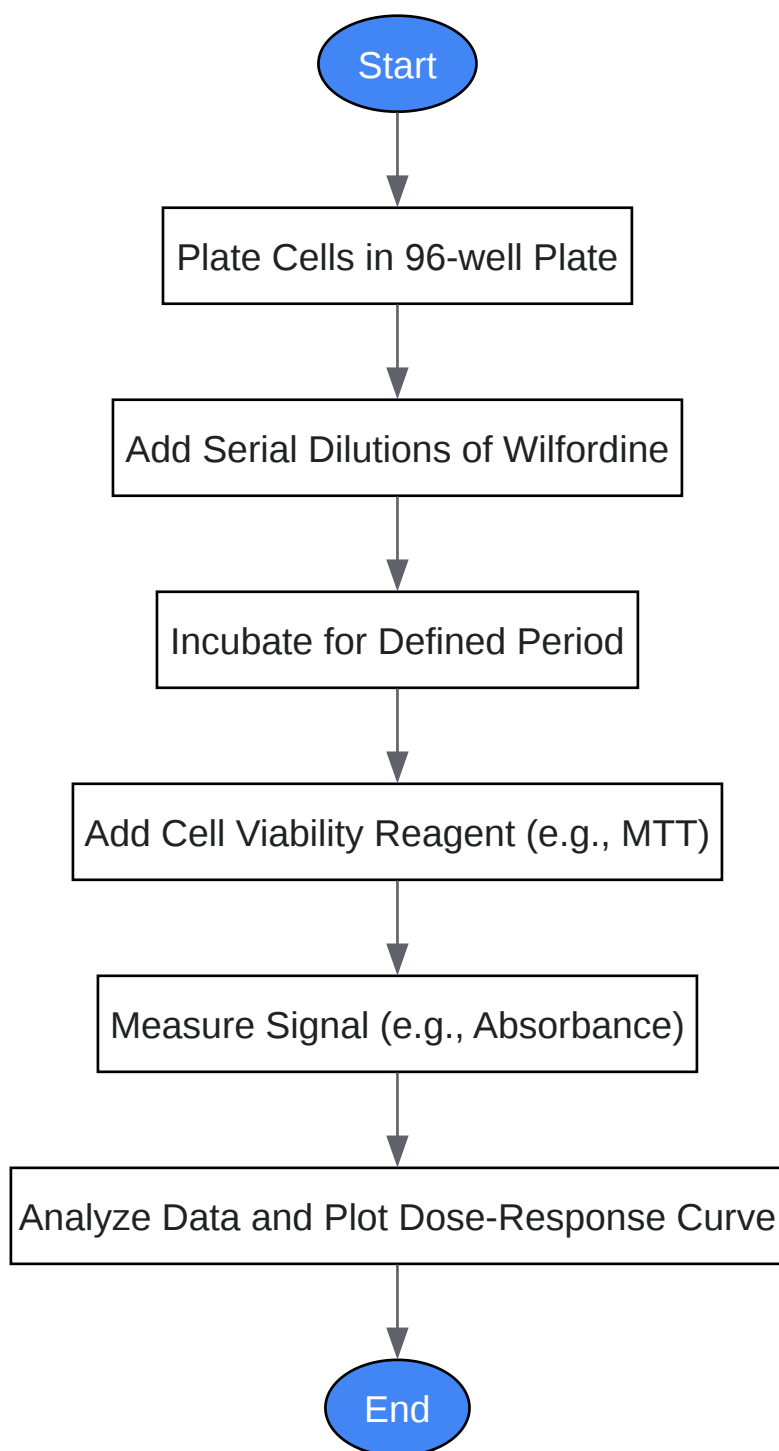 Start
Plate Cells in 96-well Plate
Add Serial Dilutions of Wilfordine
Incubate for Defined Period
Add Cell Viability Reagent (e.g., MTT)
Measure Signal (e.g., Absorbance)
Analyze Data and Plot Dose-Response Curve
End